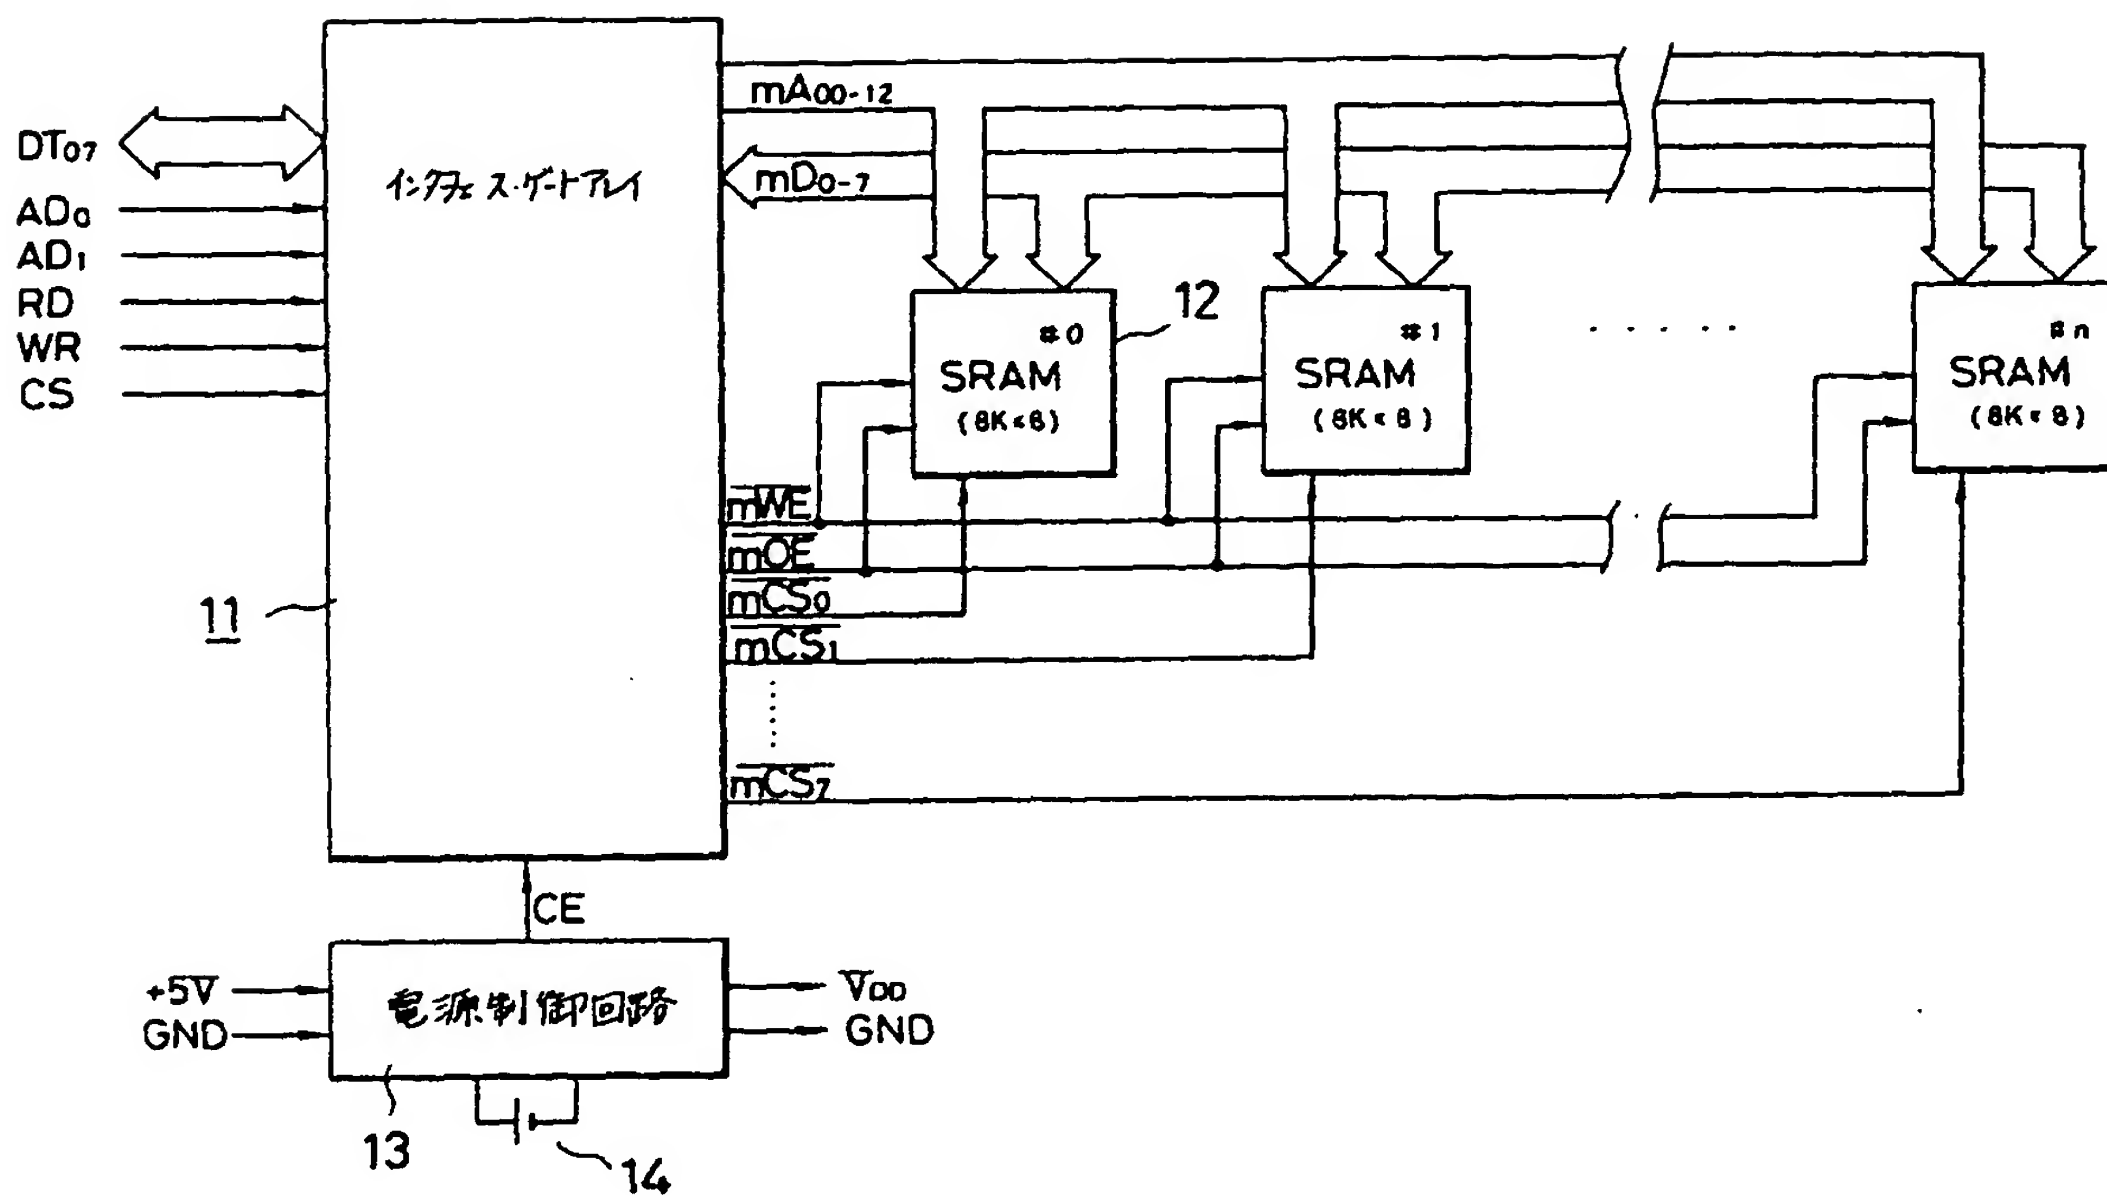 mA00-12
DT07
インタフェス・ゲートアレイ
mD0-7
AD0
AD1
RD
WR
CS
12
#0
SRAM
(8K×8)
#1
SRAM
(8K×8)
. . . . .
#n
SRAM
(8K×8)
mWE
mOE
mCS0
mCS1
mCS7
11
CE
+5V
GND
電源制御回路
VDD
GND
13
14